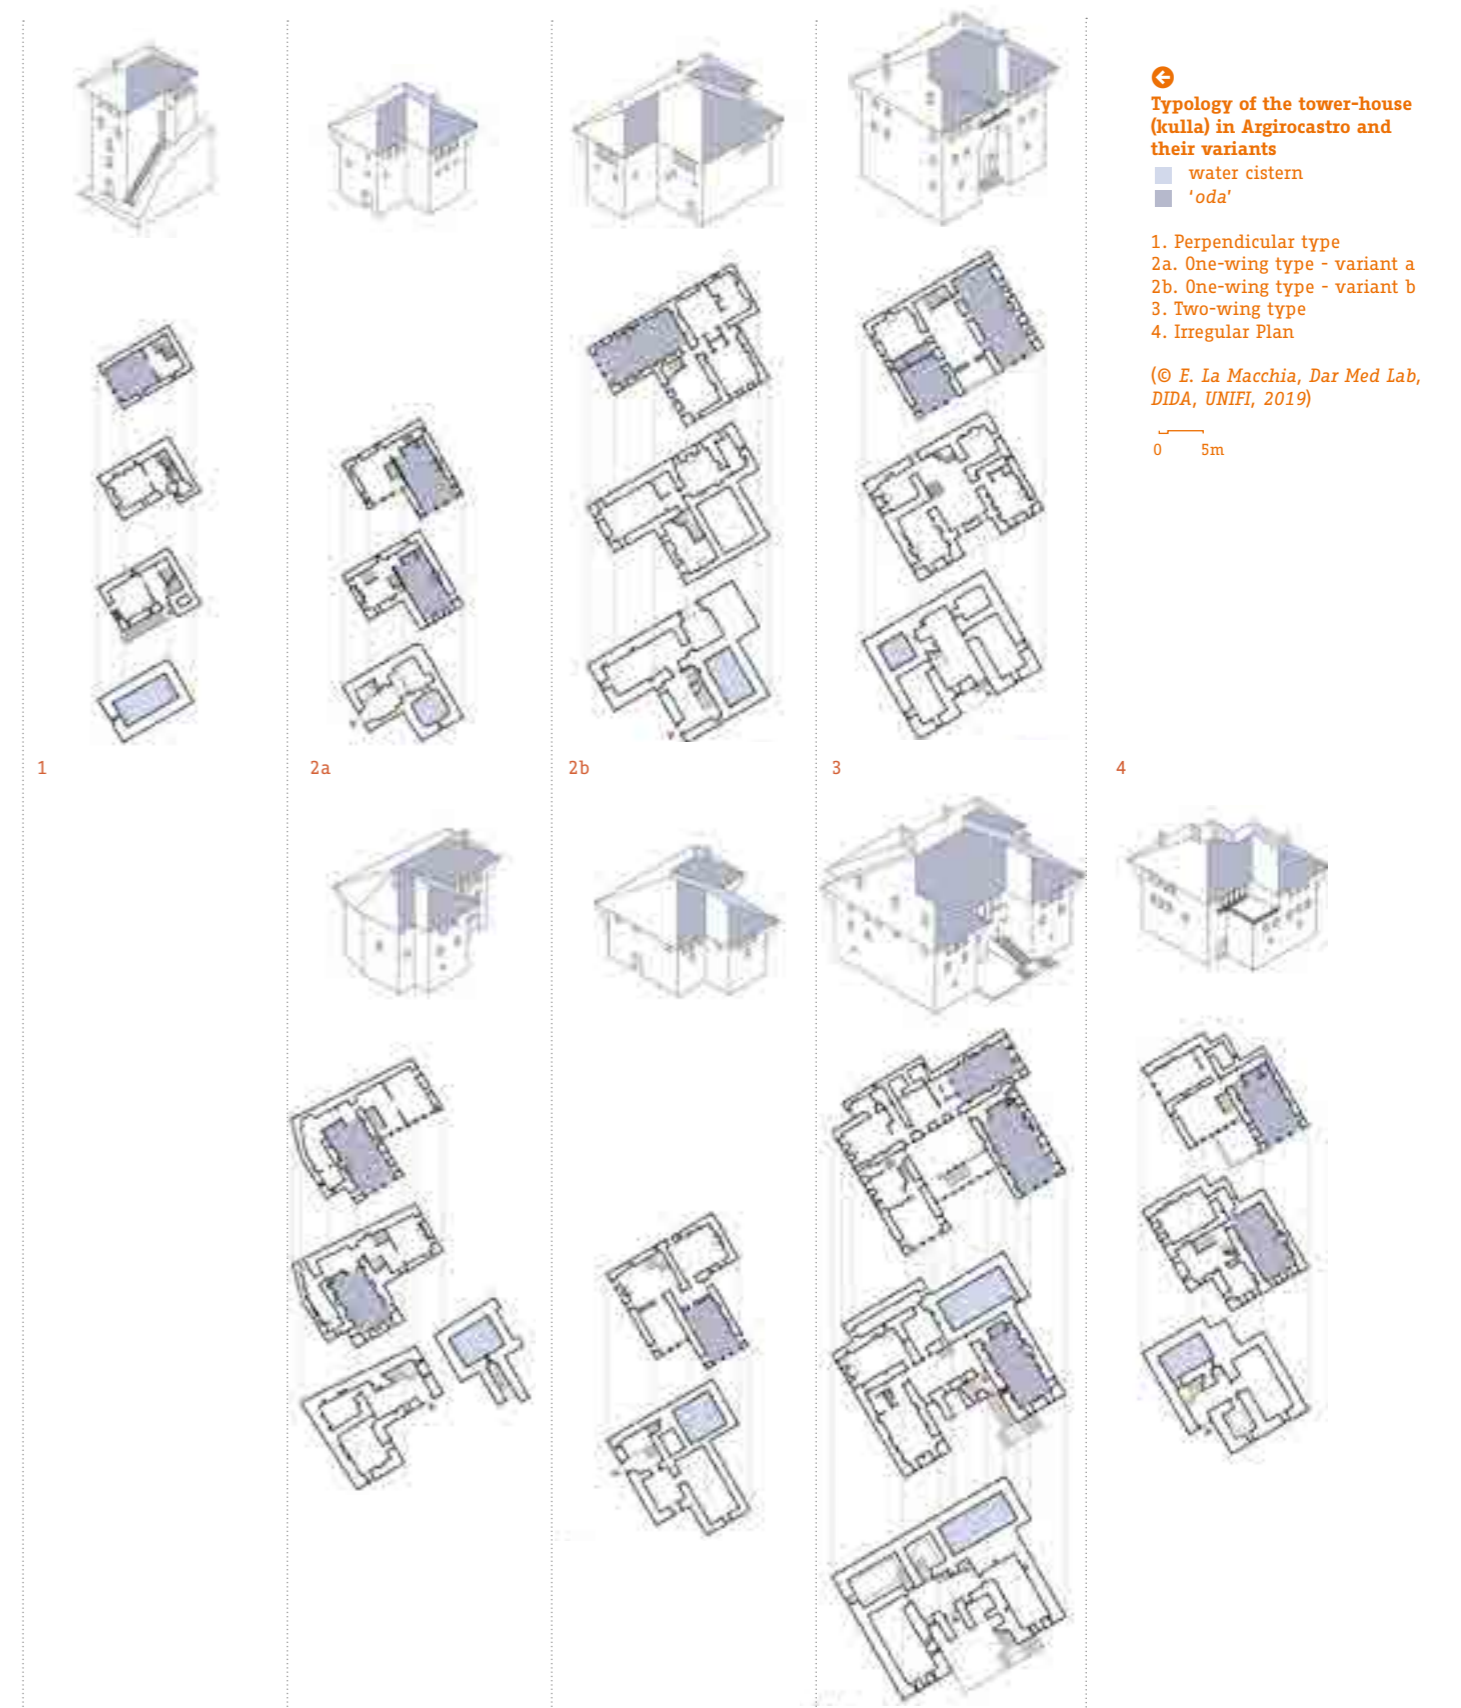 Typology of the tower-house
(kulla) in Argirocastro and
their variants
water cistern
‘oda’
1. Perpendicular type
2a. One-wing type - variant a
2b. One-wing type - variant b
3. Two-wing type
4. Irregular Plan
(© E. La Macchia, Dar Med Lab,
DIDA, UNIFI, 2019)
0 5m
1 2a 2b 3 4